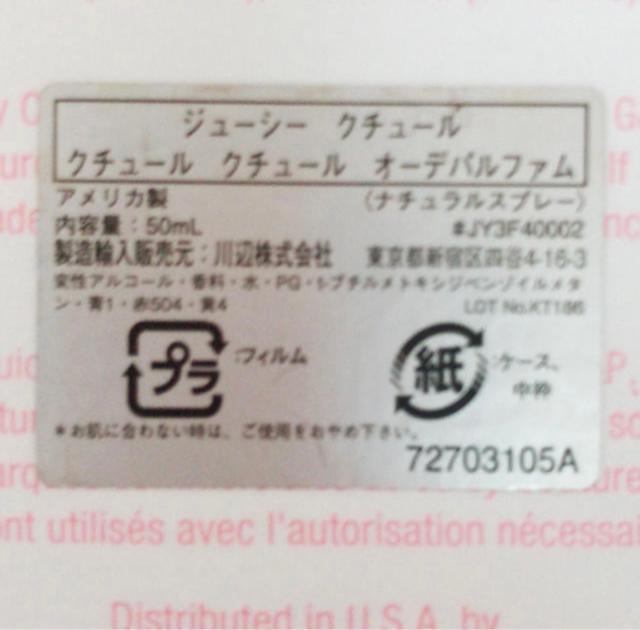 ジューシー クチュール
クチュール クチュール オーデパルファム
アメリカ製 (ナチュラルスプレー)
内容量:50mL #JY3F40002
製造輸入販売元:川辺株式会社 東京都新宿区四谷4-16-3
変性アルコール・香料・水・PG・t-ブチルメトキシジベンゾイルメタ
ン・青1・赤504・黄4 LOT No.KT186
プラ :フィルム 紙 :ケース、
中枠
*お肌に合わない時は、ご使用をおやめ下さい。
72703105A
ont utilisés avec l'autorisation
Distributed in U.S.A. by